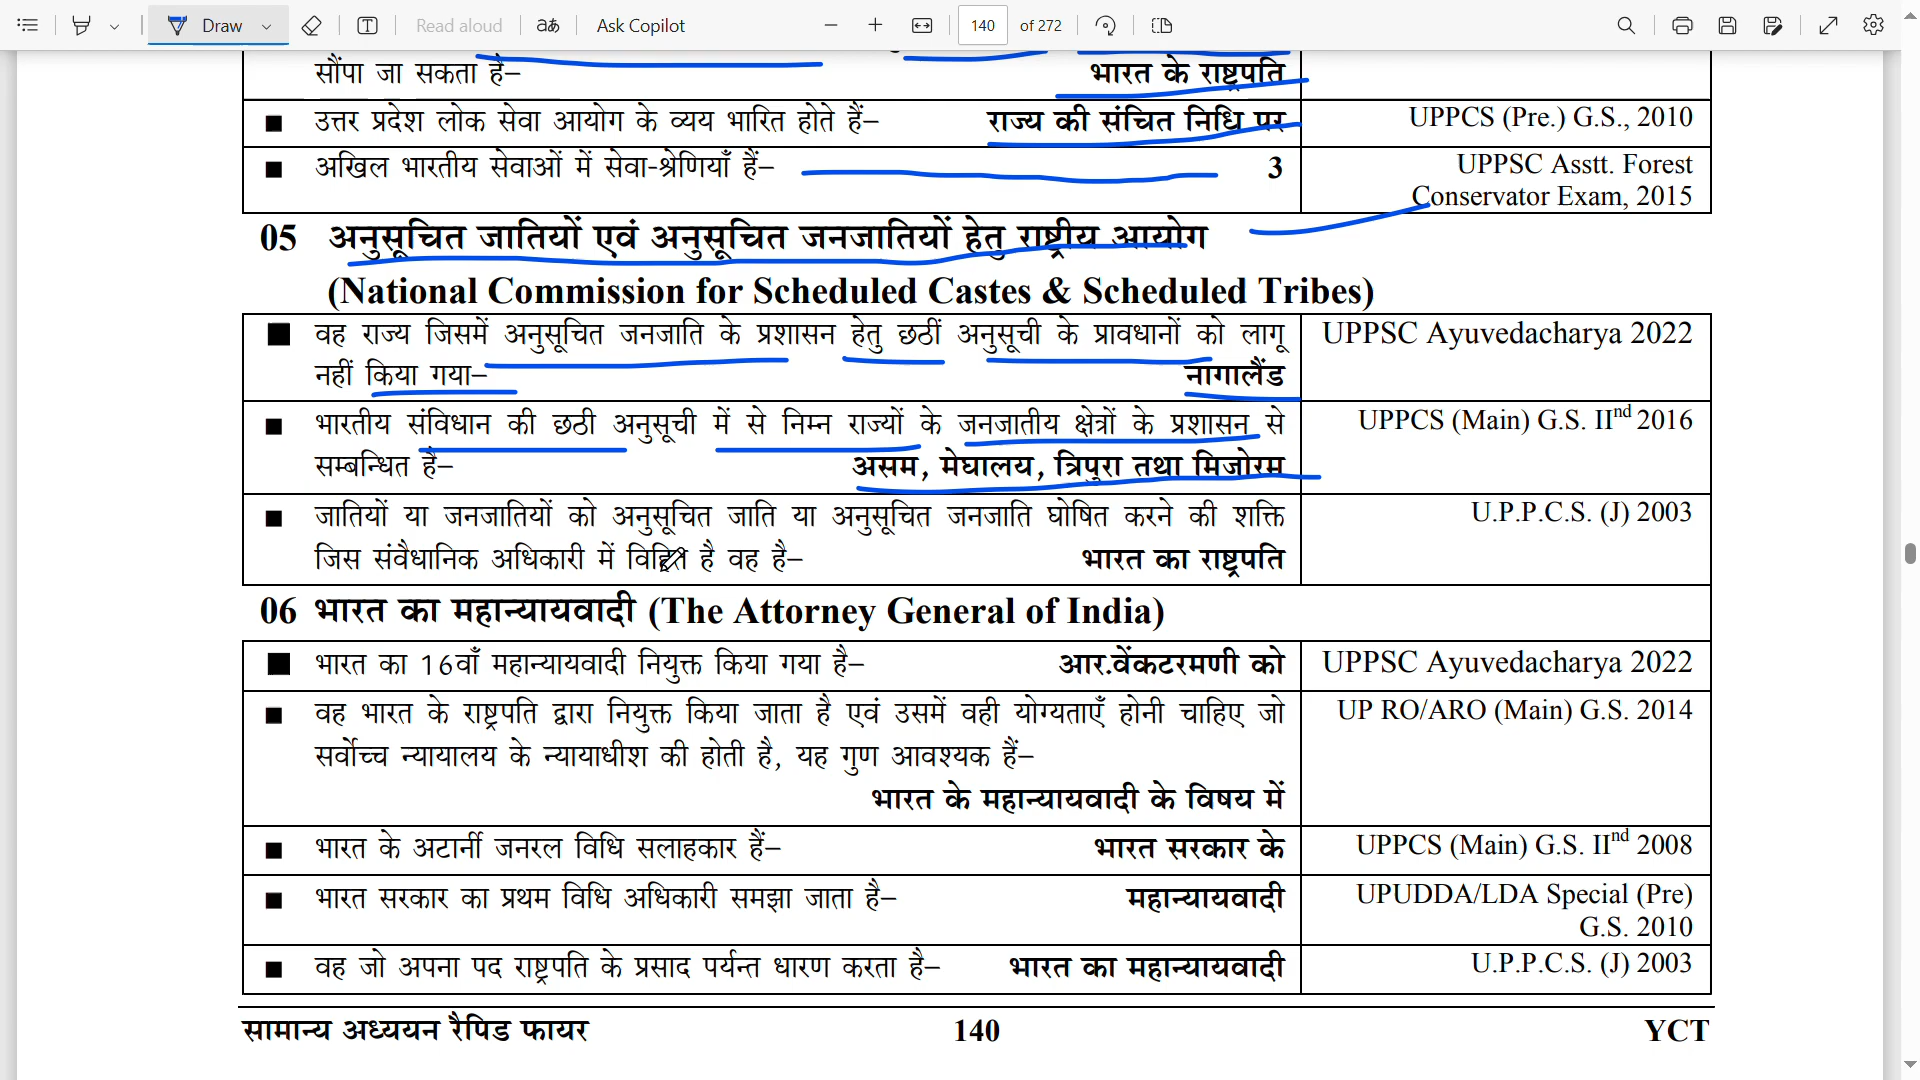 Draw
Read aloud
aあ
Ask Copilot
140 of 272
सौंपा जा सकता है– भारत के राष्ट्रपति
■ उत्तर प्रदेश लोक सेवा आयोग के व्यय भारित होते हैं– राज्य की संचित निधि पर UPPCS (Pre.) G.S., 2010
■ अखिल भारतीय सेवाओं में सेवा-श्रेणियाँ हैं– 3 UPPSC Asstt. Forest
Conservator Exam, 2015
05 अनुसूचित जातियों एवं अनुसूचित जनजातियों हेतु राष्ट्रीय आयोग
(National Commission for Scheduled Castes & Scheduled Tribes)
■ वह राज्य जिसमें अनुसूचित जनजाति के प्रशासन हेतु छठीं अनुसूची के प्रावधानों को लागू UPPSC Ayuvedacharya 2022
नहीं किया गया– नागालैंड
■ भारतीय संविधान की छठी अनुसूची में से निम्न राज्यों के जनजातीय क्षेत्रों के प्रशासन से UPPCS (Main) G.S. IInd 2016
सम्बन्धित है– असम, मेघालय, त्रिपुरा तथा मिजोरम
■ जातियों या जनजातियों को अनुसूचित जाति या अनुसूचित जनजाति घोषित करने की शक्ति U.P.P.C.S. (J) 2003
जिस संवैधानिक अधिकारी में विहित है वह है– भारत का राष्ट्रपति
06 भारत का महान्यायवादी (The Attorney General of India)
■ भारत का 16वाँ महान्यायवादी नियुक्त किया गया है– आर.वेंकटरमणी को UPPSC Ayuvedacharya 2022
■ वह भारत के राष्ट्रपति द्वारा नियुक्त किया जाता है एवं उसमें वही योग्यताएँ होनी चाहिए जो UP RO/ARO (Main) G.S. 2014
सर्वोच्च न्यायालय के न्यायाधीश की होती है, यह गुण आवश्यक हैं–
भारत के महान्यायवादी के विषय में
■ भारत के अटार्नी जनरल विधि सलाहकार हैं– भारत सरकार के UPPCS (Main) G.S. IInd 2008
■ भारत सरकार का प्रथम विधि अधिकारी समझा जाता है– महान्यायवादी UPUDDA/LDA Special (Pre)
G.S. 2010
■ वह जो अपना पद राष्ट्रपति के प्रसाद पर्यन्त धारण करता है– भारत का महान्यायवादी U.P.P.C.S. (J) 2003
सामान्य अध्ययन रैपिड फायर 140 YCT